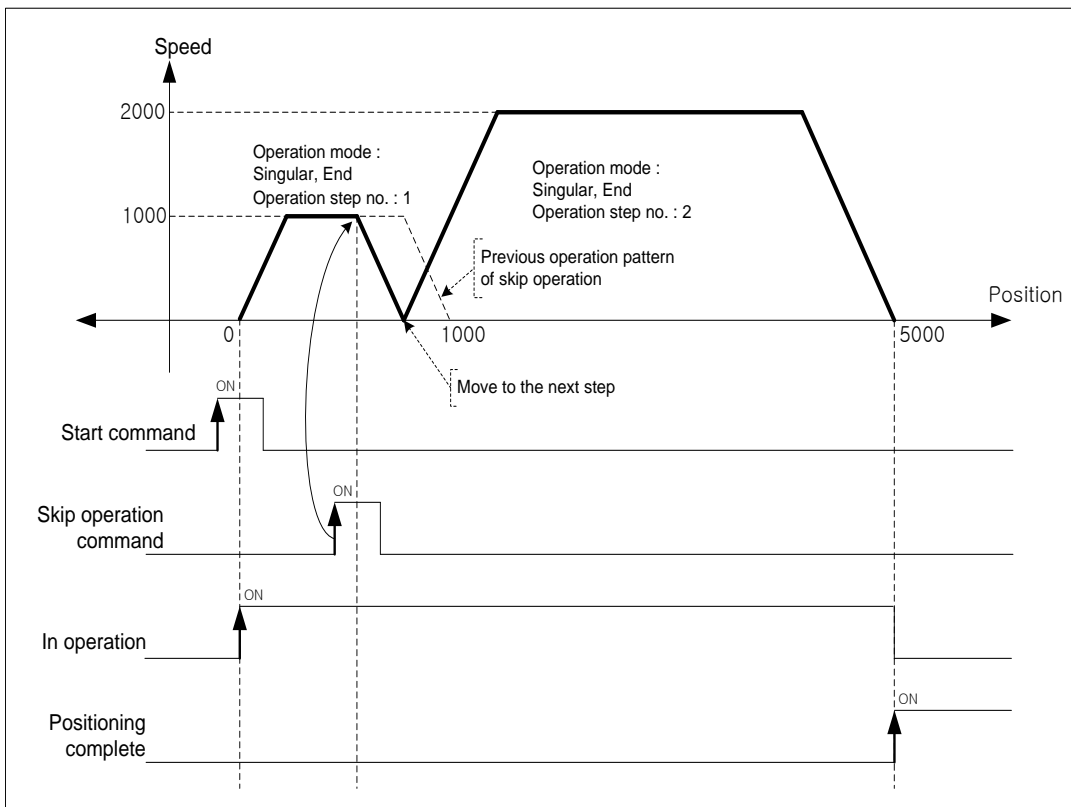 Speed
2000
Operation mode :
Singular, End
Operation step no. : 1
Operation mode :
Singular, End
Operation step no. : 2
1000
Previous operation pattern
of skip operation
Position
0
1000
5000
Move to the next step
ON
Start command
ON
Skip operation
command
ON
In operation
ON
Positioning
complete